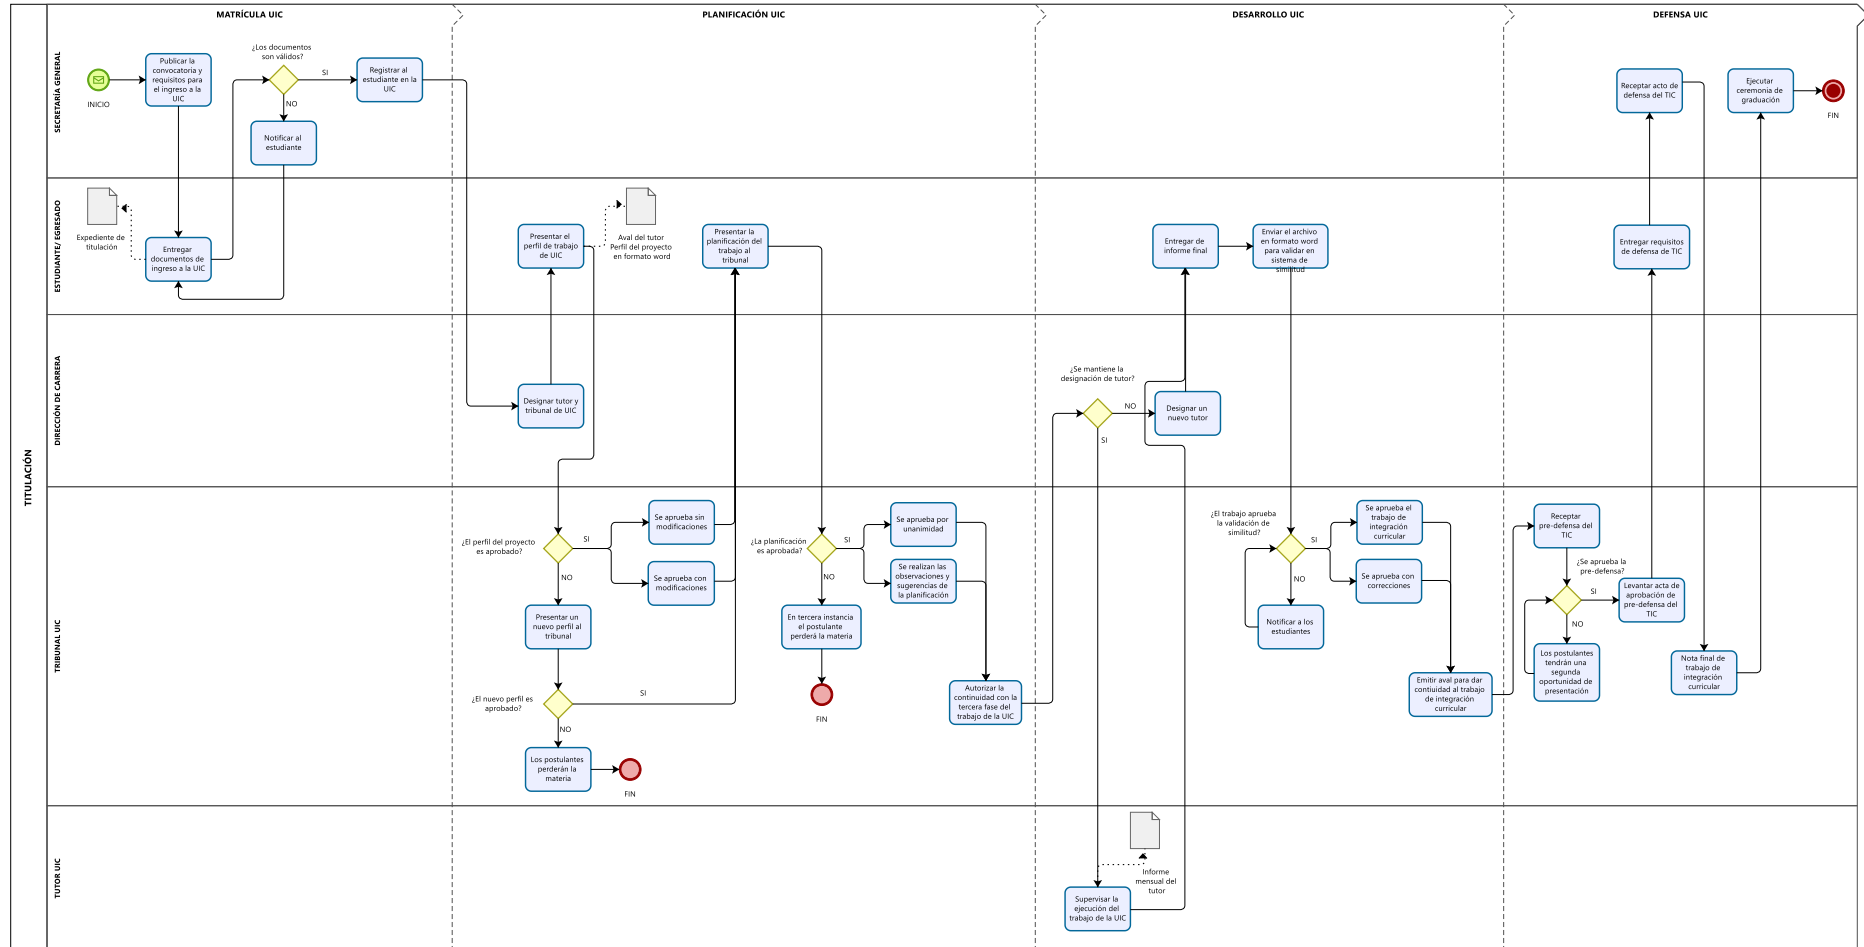 MATRÍCULA UIC
PLANIFICACIÓN UIC
DESARROLLO UIC
DEFENSA UIC
TITULACIÓN
SECRETARÍA GENERAL
INICIO
Publicar la
convocatoria y
requisitos para
el ingreso a la
UIC
¿Los documentos
son válidos?
SI
NO
Registrar al
estudiante en la
UIC
Notificar al
estudiante
Receptar acto de
defensa del TIC
Ejecutar
ceremonia de
graduación
FIN
ESTUDIANTE/ EGRESADO
Expediente de
titulación
Entregar
documentos de
ingreso a la UIC
Presentar el
perfil de trabajo
de UIC
Aval del tutor
Perfil del proyecto
en formato word
Presentar la
planificación del
trabajo al
tribunal
Entregar de
informe final
Enviar el archivo
en formato word
para validar en
sistema de
similitud
Entregar requisitos
de defensa de TIC
DIRECCIÓN DE CARRERA
Designar tutor y
tribunal de UIC
¿Se mantiene la
designación de tutor?
NO
SI
Designar un
nuevo tutor
TRIBUNAL UIC
¿El perfil del proyecto
es aprobado?
SI
NO
Se aprueba sin
modificaciones
Se aprueba con
modificaciones
Presentar un
nuevo perfil al
tribunal
¿El nuevo perfil es
aprobado?
SI
NO
Los postulantes
perderán la
materia
FIN
¿La planificación
es aprobada?
SI
NO
Se aprueba por
unanimidad
Se realizan las
observaciones y
sugerencias de
la planificación
En tercera instancia
el postulante
perderá la materia
FIN
Autorizar la
continuidad con la
tercera fase del
trabajo de la UIC
¿El trabajo aprueba
la validación de
similitud?
SI
NO
Se aprueba el
trabajo de
integración
curricular
Se aprueba con
correcciones
Notificar a los
estudiantes
Emitir aval para dar
contiuidad al trabajo
de integración
curricular
Receptar
pre-defensa del
TIC
¿Se aprueba la
pre-defensa?
SI
NO
Levantar acta de
aprobación de
pre-defensa del
TIC
Los postulantes
tendrán una
segunda
oportunidad de
presentación
Nota final de
trabajo de
integración
curricular
TUTOR UIC
Informe
mensual del
tutor
Supervisar la
ejecución del
trabajo de la UIC